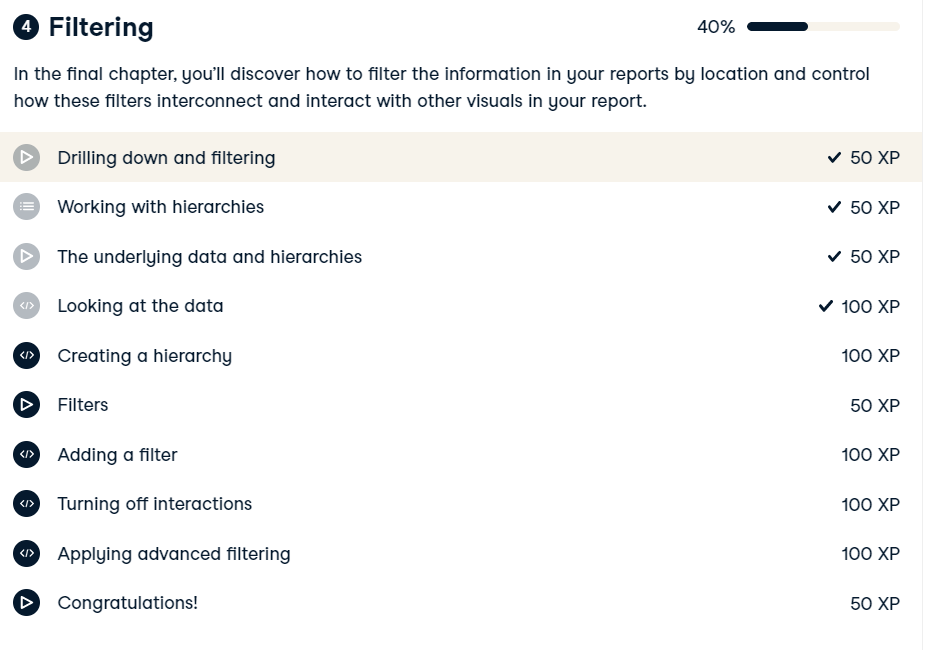 4 Filtering 40%
In the final chapter, you'll discover how to filter the information in your reports by location and control
how these filters interconnect and interact with other visuals in your report.
Drilling down and filtering 50 XP
Working with hierarchies 50 XP
The underlying data and hierarchies 50 XP
Looking at the data 100 XP
Creating a hierarchy 100 XP
Filters 50 XP
Adding a filter 100 XP
Turning off interactions 100 XP
Applying advanced filtering 100 XP
Congratulations! 50 XP